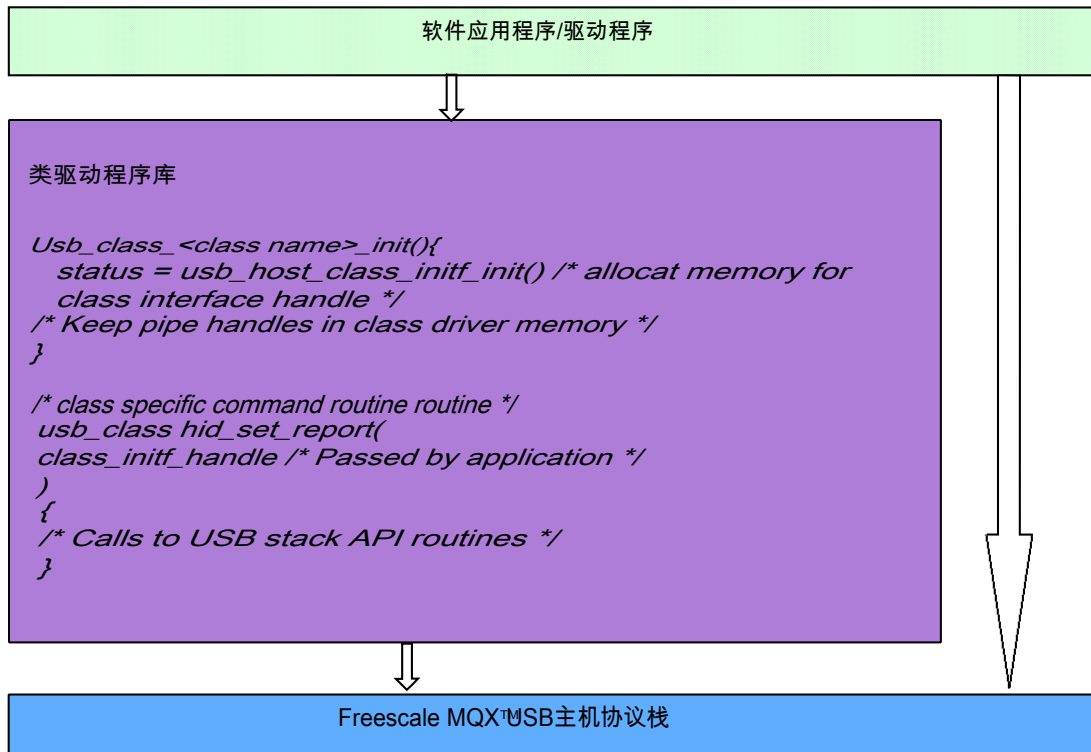 软件应用程序/驱动程序
类驱动程序库
Usb_class_<class name>_init(){
status = usb_host_class_initf_init() /* allocat memory for
class interface handle */
/* Keep pipe handles in class driver memory */
}
/* class specific command routine routine */
usb_class hid_set_report(
class_initf_handle /* Passed by application */
)
{
/* Calls to USB stack API routines */
}
Freescale MQX™USB主机协议栈